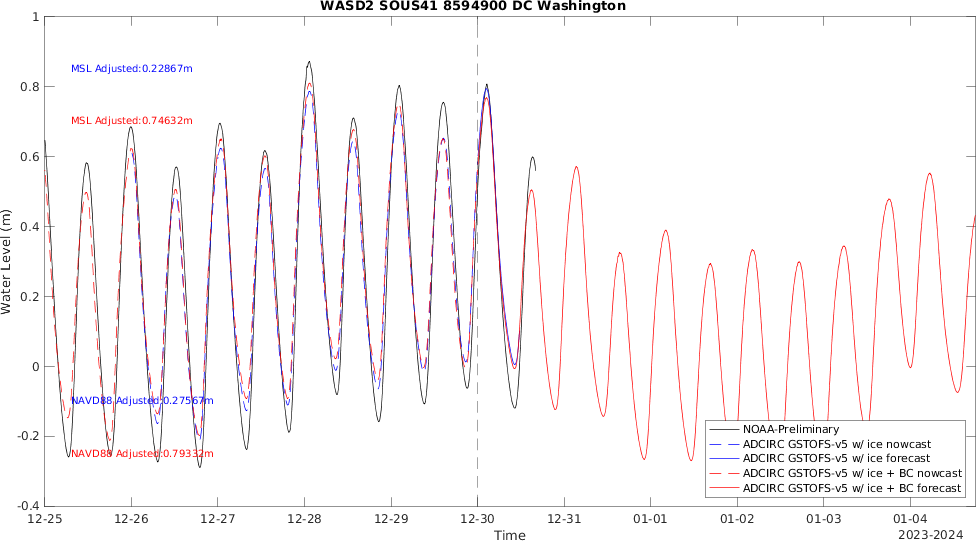 WASD2 SOUS41 8594900 DC Washington
1
0.8
0.6
0.4
0.2
0
-0.2
-0.4
Water Level (m)
MSL Adjusted:0.22867m
MSL Adjusted:0.74632m
NAVD88 Adjusted:0.27567m
NAVD88 Adjusted:0.79332m
NOAA-Preliminary
ADCIRC GSTOFS-v5 w/ ice nowcast
ADCIRC GSTOFS-v5 w/ ice forecast
ADCIRC GSTOFS-v5 w/ ice + BC nowcast
ADCIRC GSTOFS-v5 w/ ice + BC forecast
12-25 12-26 12-27 12-28 12-29 12-30 12-31 01-01 01-02 01-03 01-04
Time
2023-2024